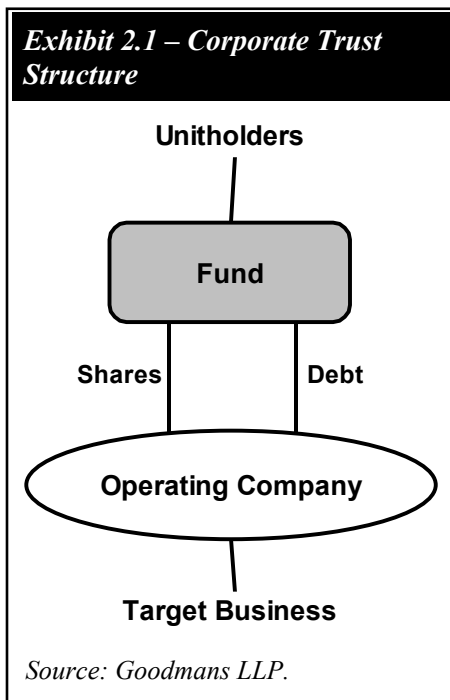 Exhibit 2.1 – Corporate Trust
Structure
Unitholders
Fund
Shares
Debt
Operating Company
Target Business
Source: Goodmans LLP.